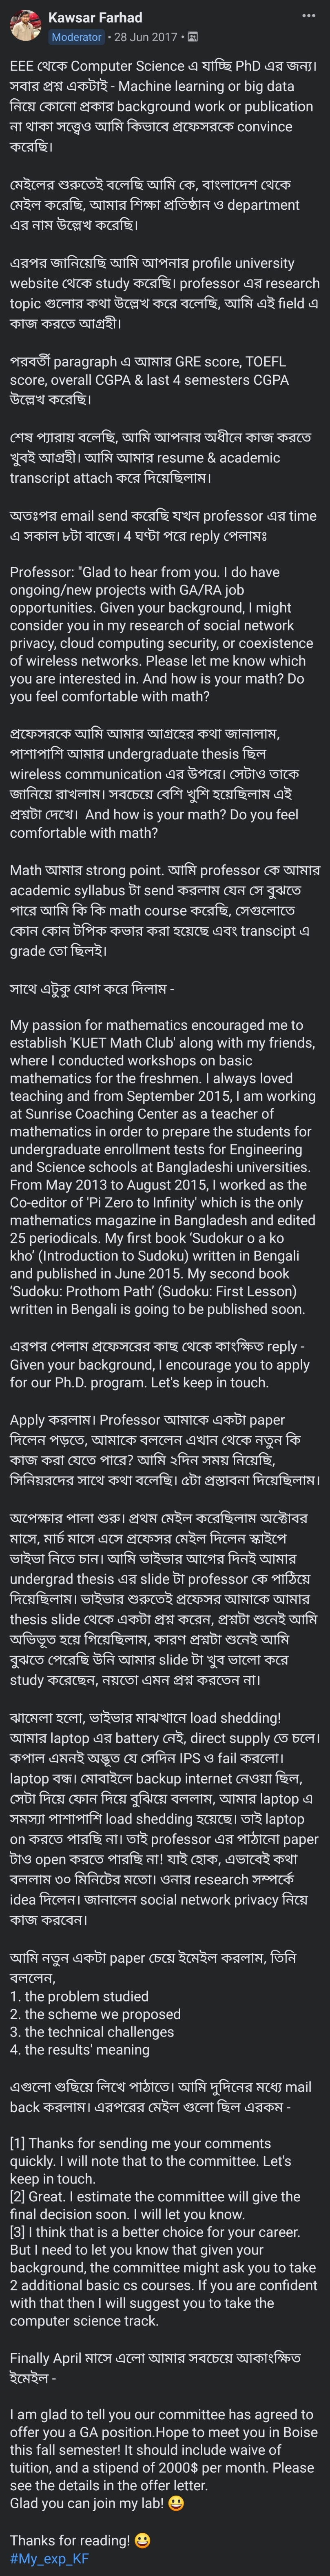 Kawsar Farhad
Moderator • 28 Jun 2017 •
EEE থেকে Computer Science এ যাচ্ছি PhD এর জন্য।
সবার প্রশ্ন একটাই - Machine learning or big data
নিয়ে কোনো প্রকার background work or publication
না থাকা সত্ত্বেও আমি কিভাবে প্রফেসরকে convince
করেছি।
মেইলের শুরুতেই বলেছি আমি কে, বাংলাদেশ থেকে
মেইল করেছি, আমার শিক্ষা প্রতিষ্ঠান ও department
এর নাম উল্লেখ করেছি।
এরপর জানিয়েছি আমি আপনার profile university
website থেকে study করেছি। professor এর research
topic গুলোর কথা উল্লেখ করে বলেছি, আমি এই field এ
কাজ করতে আগ্রহী।
পরবর্তী paragraph এ আমার GRE score, TOEFL
score, overall CGPA & last 4 semesters CGPA
উল্লেখ করেছি।
শেষ প্যারায় বলেছি, আমি আপনার অধীনে কাজ করতে
খুবই আগ্রহী। আমি আমার resume & academic
transcript attach করে দিয়েছিলাম।
অতঃপর email send করেছি যখন professor এর time
এ সকাল ৮টা বাজে। 4 ঘণ্টা পরে reply পেলামঃ
Professor: "Glad to hear from you. I do have
ongoing/new projects with GA/RA job
opportunities. Given your background, I might
consider you in my research of social network
privacy, cloud computing security, or coexistence
of wireless networks. Please let me know which
you are interested in. And how is your math? Do
you feel comfortable with math?
প্রফেসরকে আমি আমার আগ্রহের কথা জানালাম,
পাশাপাশি আমার undergraduate thesis ছিল
wireless communication এর উপরে। সেটাও তাকে
জানিয়ে রাখলাম। সবচেয়ে বেশি খুশি হয়েছিলাম এই
প্রশ্নটা দেখে।  And how is your math? Do you feel
comfortable with math?
Math আমার strong point. আমি professor কে আমার
academic syllabus টা send করলাম যেন সে বুঝতে
পারে আমি কি কি math course করেছি, সেগুলোতে
কোন কোন টপিক কভার করা হয়েছে এবং transcipt এ
grade তো ছিলই।
সাথে এটুকু যোগ করে দিলাম -
My passion for mathematics encouraged me to
establish 'KUET Math Club' along with my friends,
where I conducted workshops on basic
mathematics for the freshmen. I always loved
teaching and from September 2015, I am working
at Sunrise Coaching Center as a teacher of
mathematics in order to prepare the students for
undergraduate enrollment tests for Engineering
and Science schools at Bangladeshi universities.
From May 2013 to August 2015, I worked as the
Co-editor of 'Pi Zero to Infinity' which is the only
mathematics magazine in Bangladesh and edited
25 periodicals. My first book ‘Sudokur o a ko
kho’ (Introduction to Sudoku) written in Bengali
and published in June 2015. My second book
‘Sudoku: Prothom Path’ (Sudoku: First Lesson)
written in Bengali is going to be published soon.
এরপর পেলাম প্রফেসরের কাছ থেকে কাংক্ষিত reply -
Given your background, I encourage you to apply
for our Ph.D. program. Let's keep in touch.
Apply করলাম। Professor আমাকে একটা paper
দিলেন পড়তে, আমাকে বললেন এখান থেকে নতুন কি
কাজ করা যেতে পারে? আমি ২দিন সময় নিয়েছি,
সিনিয়রদের সাথে কথা বলেছি। ৫টা প্রস্তাবনা দিয়েছিলাম।
অপেক্ষার পালা শুরু। প্রথম মেইল করেছিলাম অক্টোবর
মাসে, মার্চ মাসে এসে প্রফেসর মেইল দিলেন স্কাইপে
ভাইভা নিতে চান। আমি ভাইভার আগের দিনই আমার
undergrad thesis এর slide টা professor কে পাঠিয়ে
দিয়েছিলাম। ভাইভার শুরুতেই প্রফেসর আমাকে আমার
thesis slide থেকে একটা প্রশ্ন করেন, প্রশ্নটা শুনেই আমি
অভিভূত হয়ে গিয়েছিলাম, কারণ প্রশ্নটা শুনেই আমি
বুঝতে পেরেছি উনি আমার slide টা খুব ভালো করে
study করেছেন, নয়তো এমন প্রশ্ন করতেন না।
ঝামেলা হলো, ভাইভার মাঝখানে load shedding!
আমার laptop এর battery নেই, direct supply তে চলে।
কপাল এমনই অদ্ভূত যে সেদিন IPS ও fail করলো।
laptop বন্ধ। মোবাইলে backup internet নেওয়া ছিল,
সেটা দিয়ে ফোন দিয়ে বুঝিয়ে বললাম, আমার laptop এ
সমস্যা পাশাপাশি load shedding হয়েছে। তাই laptop
on করতে পারছি না। তাই professor এর পাঠানো paper
টাও open করতে পারছি না! যাই হোক, এভাবেই কথা
বললাম ৩০ মিনিটের মতো। ওনার research সম্পর্কে
idea দিলেন। জানালেন social network privacy নিয়ে
কাজ করবেন।
আমি নতুন একটা paper চেয়ে ইমেইল করলাম, তিনি
বললেন,
1. the problem studied
2. the scheme we proposed
3. the technical challenges
4. the results' meaning
এগুলো গুছিয়ে লিখে পাঠাতে। আমি দুদিনের মধ্যে mail
back করলাম। এরপরের মেইল গুলো ছিল এরকম -
[1] Thanks for sending me your comments
quickly. I will note that to the committee. Let's
keep in touch.
[2] Great. I estimate the committee will give the
final decision soon. I will let you know.
[3] I think that is a better choice for your career.
But I need to let you know that given your
background, the committee might ask you to take
2 additional basic cs courses. If you are confident
with that then I will suggest you to take the
computer science track.
Finally April মাসে এলো আমার সবচেয়ে আকাংক্ষিত
ইমেইল -
I am glad to tell you our committee has agreed to
offer you a GA position.Hope to meet you in Boise
this fall semester! It should include waive of
tuition, and a stipend of 2000$ per month. Please
see the details in the offer letter.
Glad you can join my lab! 😀
Thanks for reading! 😀
#My_exp_KF